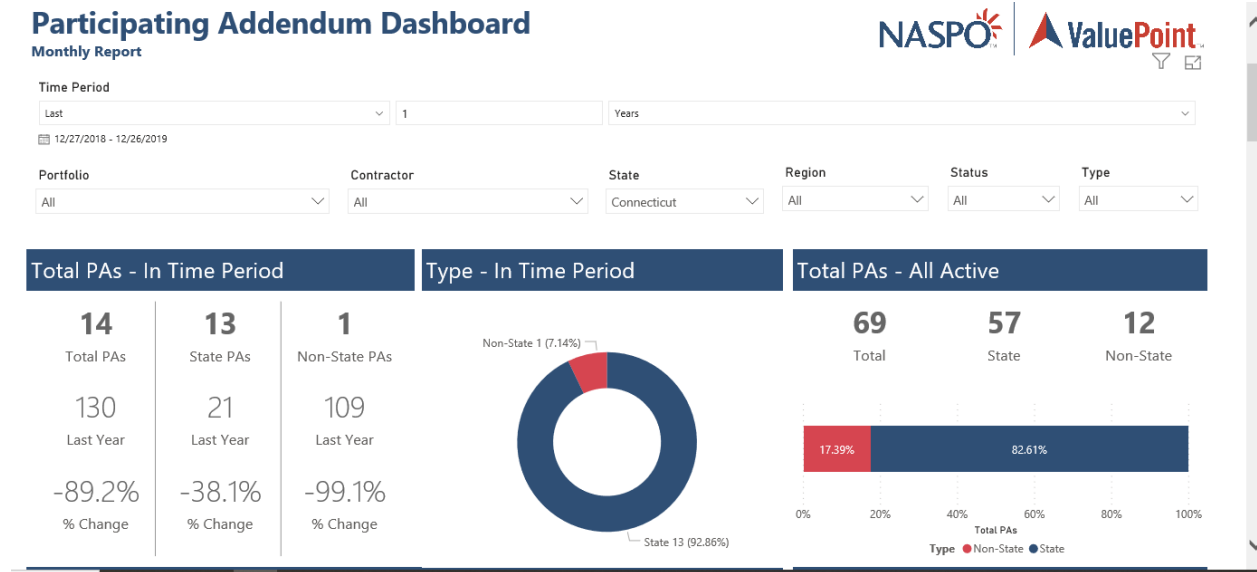 Participating Addendum Dashboard
Monthly Report
NASPO
ValuePoint
Time Period
Last
1
Years
12/27/2018 - 12/26/2019
Portfolio
Contractor
State
Region
Status
Type
All
All
Connecticut
All
All
All
Total PAs - In Time Period
14
13
1
Total PAs
State PAs
Non-State PAs
130
21
109
Last Year
Last Year
Last Year
-89.2%
-38.1%
-99.1%
% Change
% Change
% Change
Type - In Time Period
Non-State 1 (7.14%)
State 13 (92.86%)
Total PAs - All Active
69
57
12
Total
State
Non-State
17.39%
82.61%
0%
20%
40%
60%
80%
100%
Total PAs
Type Non-State State